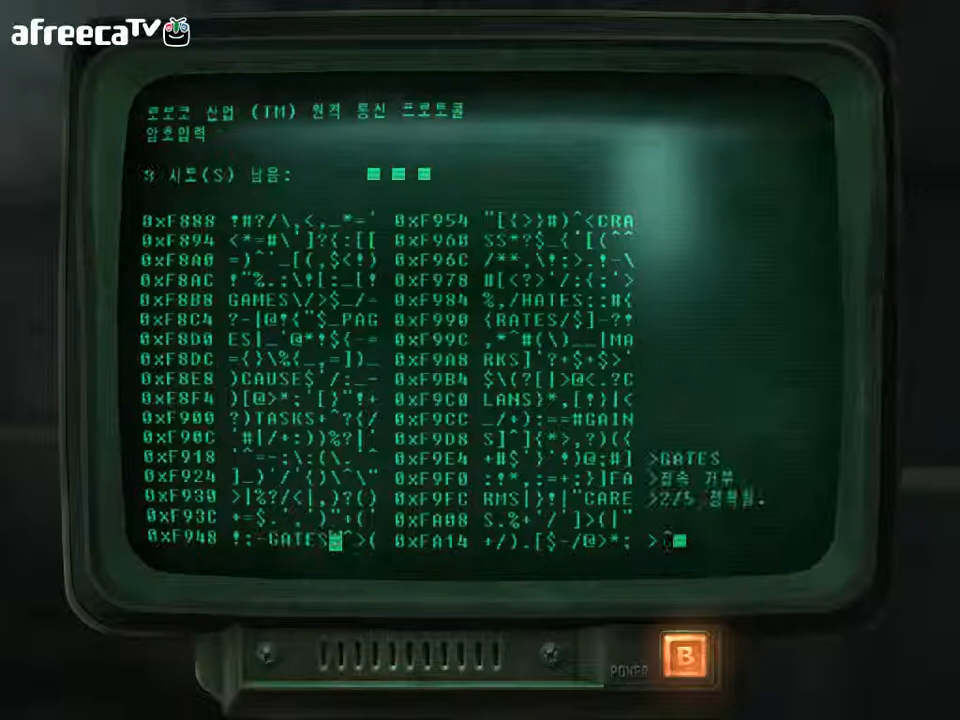 afreecaTV
로보코 산업 (TM) 원격 통신 프로토콜
암호입력
3 시도(S) 남음:
0xF888 !#?/\,<,_*=' 0xF954 "[{>}#)^<CRA
0xF894 <*=#\']?{:[[ 0xF960 SS*?$_{'[(^^
0xF8A0 =)^'_[(,$<!) 0xF96C /**,\!;>.!-\
0xF8AC !"%.:\![:_[! 0xF978 #[<?>'/:{:'>
0xF8B8 GAMES\/>$_/= 0xF984 %,/HATES::#{
0xF8C4 ?-|@!{"$_PAG 0xF990 {RATES/$]-?!
0xF8D0 ES|_'@*!${-= 0xF99C ,*^#(\)__|MA
0xF8DC ={}\%{_,=])_ 0xF9A8 RKS]'?+$+$>'
0xF8E8 )CAUSE$'/:_- 0xF9B4 $\(?[|>@<.?C
0xF8F4 )[@>*;'[}"!+ 0xF9C0 LANS}*,[!}|<
0xF900 ?)TASKS+^?{/ 0xF9CC _/+):==#GAIN
0xF90C '#|/+:))%?|' 0xF9D8 S]^]{*>,?)({
0xF918 '^=-;\:(\_'^ 0xF9E4 +#$'}'!)@;#] >GATES
0xF924 ]_)'/'{)\^\" 0xF9F0 :!*,:=+:}]FA >접속 거부
0xF930 >|%?/<|,)?() 0xF9FC RMS|}!|"CARE >2/5 정확함.
0xF93C +=$.',')"+(' 0xFA08 S.%+'/']>(|"
0xF948 !:-GATES ^>( 0xFA14 +/).[$-/@>*; >
POWER
B